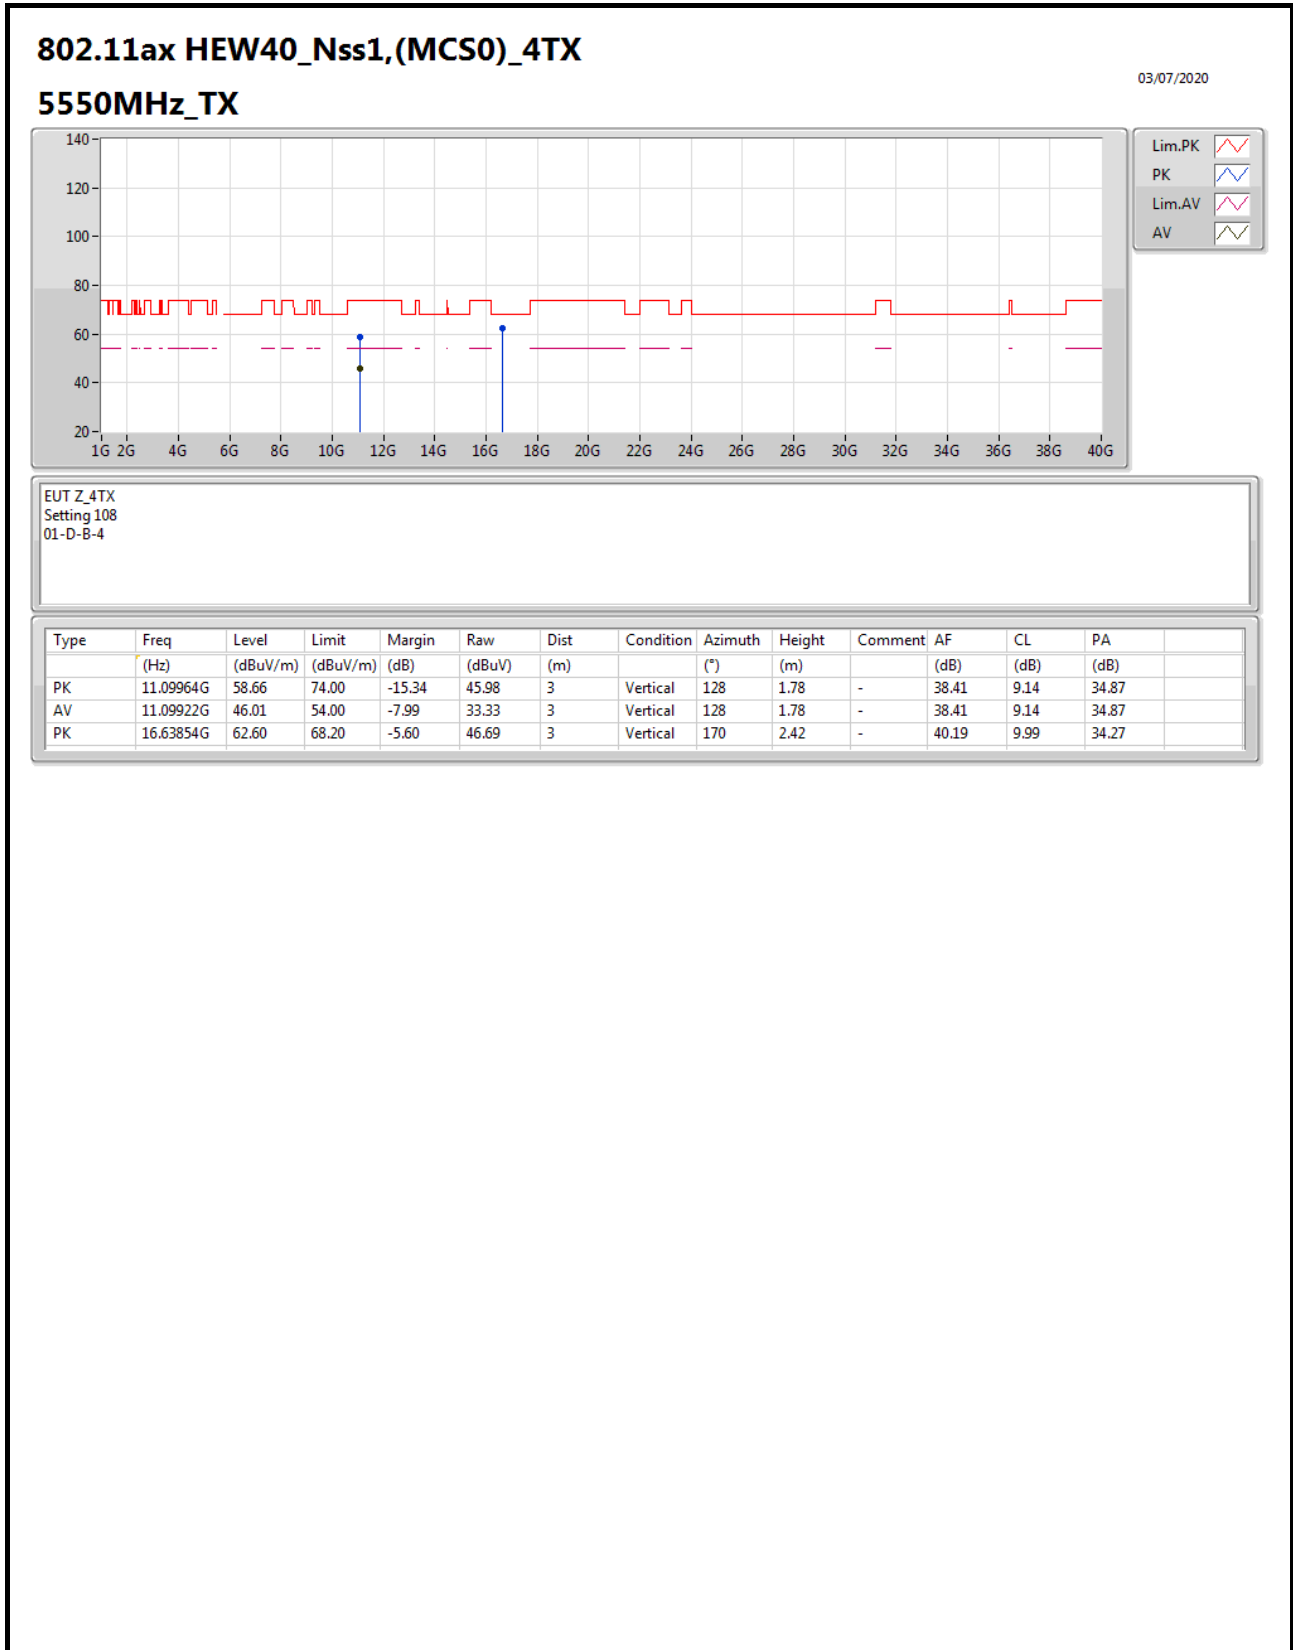 802.11ax HEW40_Nss1,(MCS0)_4TX
03/07/2020
5550MHz_TX
140
120
100
80
60
40
20
1G 2G 4G 6G 8G 10G 12G 14G 16G 18G 20G 22G 24G 26G 28G 30G 32G 34G 36G 38G 40G
Lim.PK
PK
Lim.AV
AV
EUT Z_4TX
Setting 108
01-D-B-4
Type Freq Level Limit Margin Raw Dist Condition Azimuth Height Comment AF CL PA
(Hz) (dBuV/m) (dBuV/m) (dB) (dBuV) (m) (°) (m) (dB) (dB) (dB)
PK 11.09964G 58.66 74.00 -15.34 45.98 3 Vertical 128 1.78 - 38.41 9.14 34.87
AV 11.09922G 46.01 54.00 -7.99 33.33 3 Vertical 128 1.78 - 38.41 9.14 34.87
PK 16.63854G 62.60 68.20 -5.60 46.69 3 Vertical 170 2.42 - 40.19 9.99 34.27